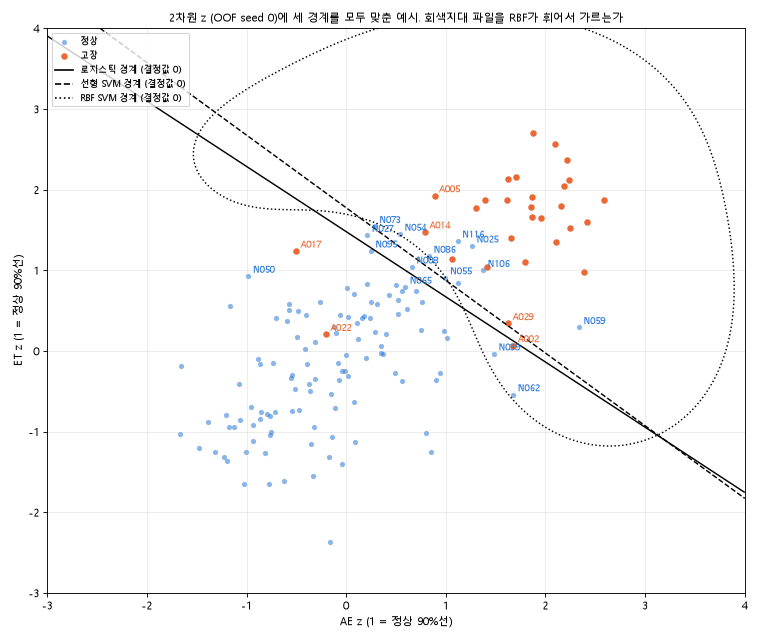 2차원 z (OOF seed 0)에 세 경계를 모두 맞춘 예시. 회색지대 파일을 RBF가 휘어서 가르는가
정상
고장
로지스틱 경계 (결정값 0)
선형 SVM 경계 (결정값 0)
RBF SVM 경계 (결정값 0)
4
3
2
1
0
-1
-2
-3
ET z (1 = 정상 90%선)
A005
N073
N054
A014
N027
N116
N025
A017
N095
N086
N050
N106
N055
N065
A029
N059
A022
A002
N062
-3
-2
-1
0
1
2
3
4
AE z (1 = 정상 90%선)